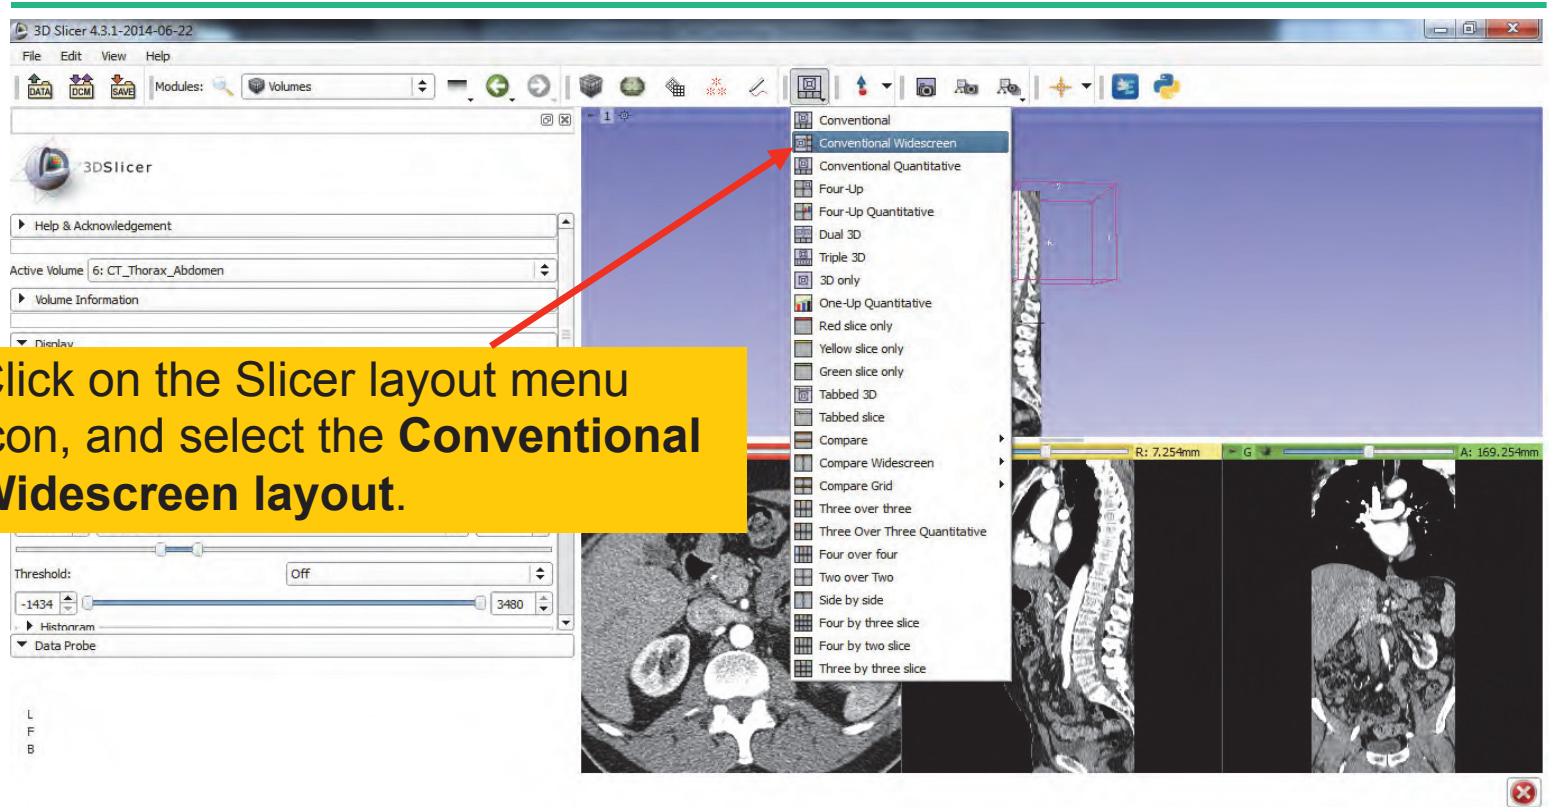 3D Slicer 4.3.1-2014-06-22
File Edit View Help
DATA DCM SAVE Modules: Volumes
1
3DSlicer
Help & Acknowledgement
Active Volume 6: CT_Thorax_Abdomen
Volume Information
Display
Click on the Slicer layout menu
icon, and select the Conventional
Widescreen layout.
Threshold: Off
-1434 3480
Histogram
Data Probe
L
F
B
Conventional
Conventional Widescreen
Conventional Quantitative
Four-Up
Four-Up Quantitative
Dual 3D
Triple 3D
3D only
One-Up Quantitative
Red slice only
Yellow slice only
Green slice only
Tabbed 3D
Tabbed slice
Compare
Compare Widescreen
Compare Grid
Three over three
Three Over Three Quantitative
Four over four
Two over Two
Side by side
Four by three slice
Four by two slice
Three by three slice
R: 7.254mm
G A: 169.254mm